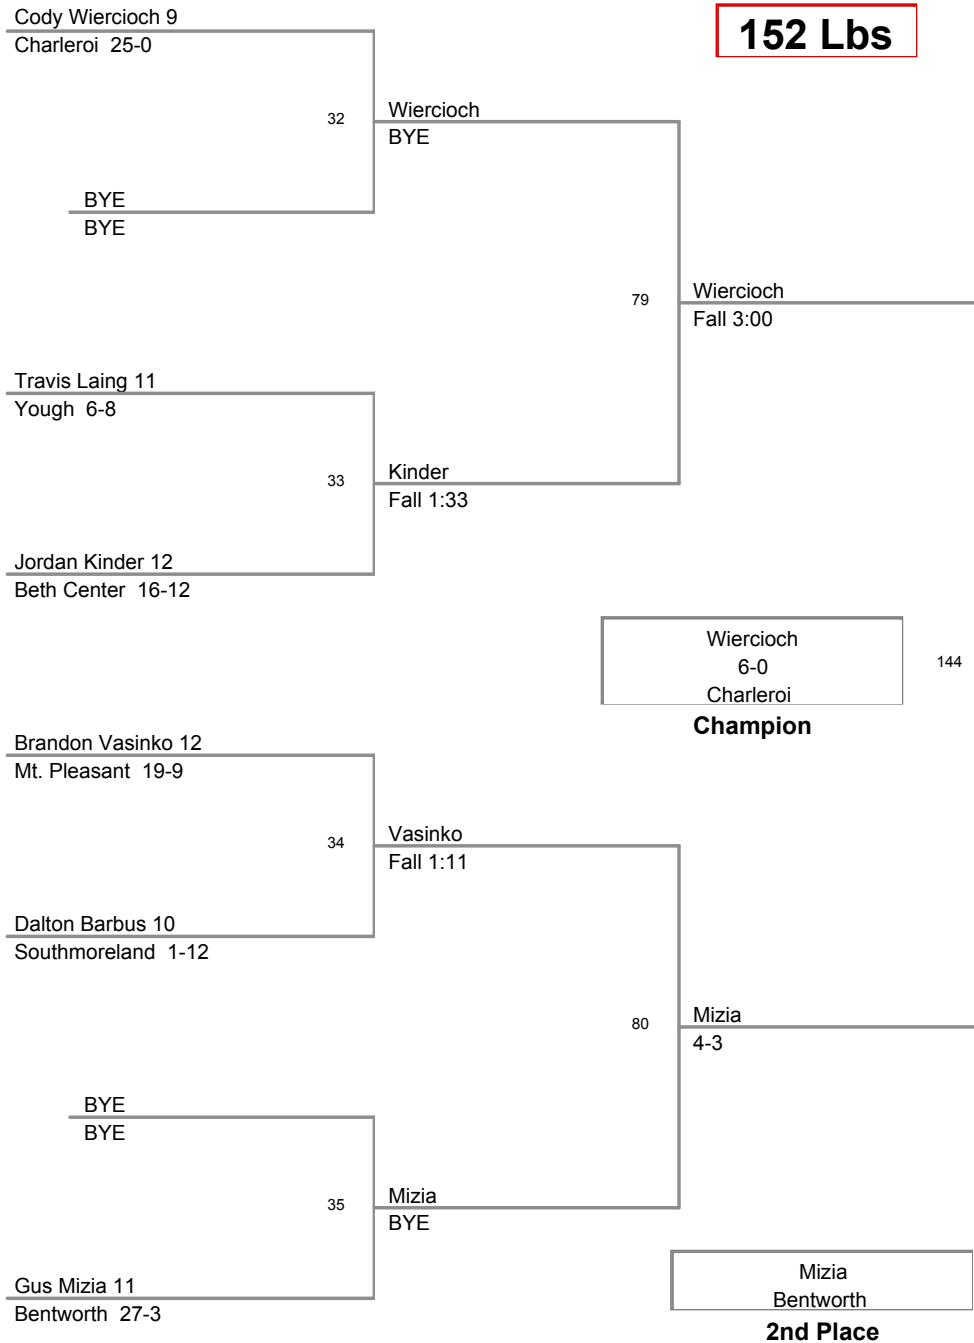 Cody Wiercioch 9
Charleroi 25-0
152 Lbs
32
Wiercioch
BYE
BYE
BYE
79
Wiercioch
Fall 3:00
Travis Laing 11
Yough 6-8
33
Kinder
Fall 1:33
Jordan Kinder 12
Beth Center 16-12
Wiercioch
6-0
Charleroi
144
Champion
Brandon Vasinko 12
Mt. Pleasant 19-9
34
Vasinko
Fall 1:11
Dalton Barbus 10
Southmoreland 1-12
80
Mizia
4-3
BYE
BYE
35
Mizia
BYE
Gus Mizia 11
Bentworth 27-3
Mizia
Bentworth
2nd Place